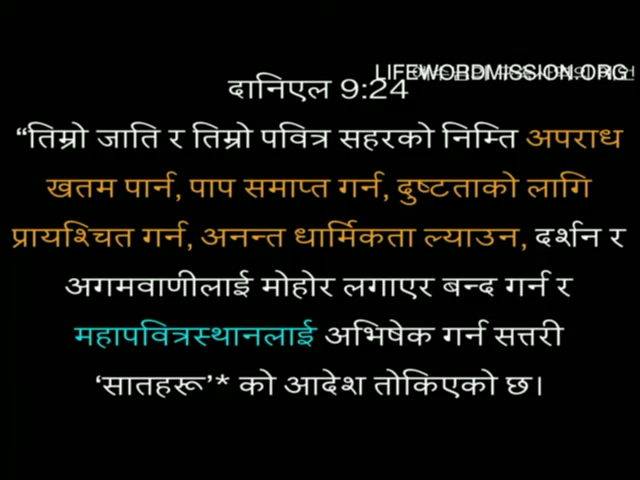 LIFEWORDMISSION.ORG
दानिएल 9:24
“तिम्रो जाति र तिम्रो पवित्र सहरको निम्ति अपराध
खतम पार्न, पाप समाप्त गर्न, दुष्टताको लागि
प्रायश्चित गर्न, अनन्त धार्मिकता ल्याउन, दर्शन र
अगमवाणीलाई मोहोर लगाएर बन्द गर्न र
महापवित्रस्थानलाई अभिषेक गर्न सत्तरी
‘सातहरू’* को आदेश तोकिएको छ।